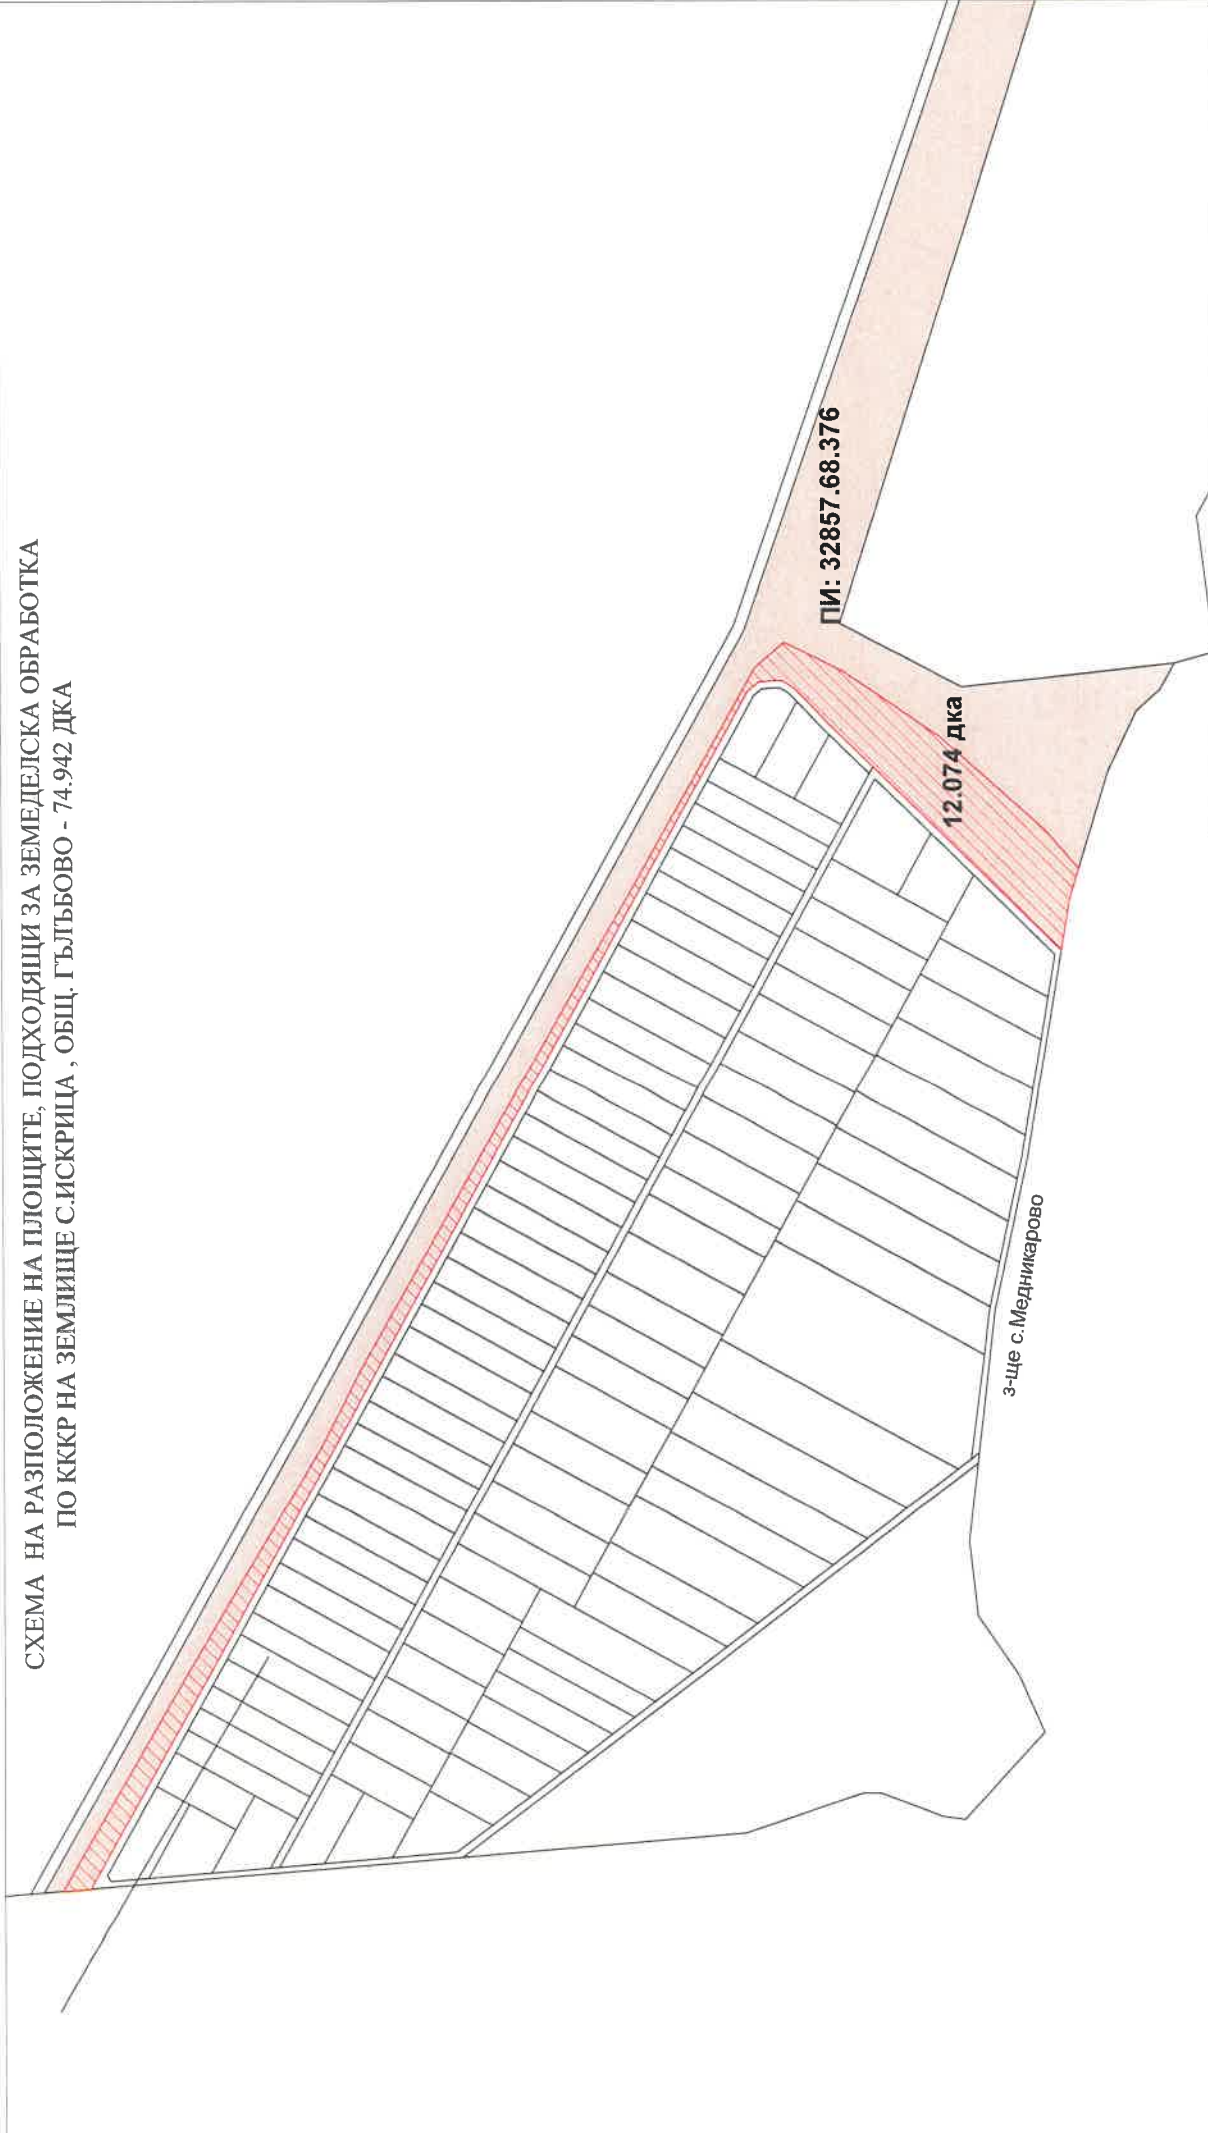 СХЕМА НА РАЗПОЛОЖЕНИЕ НА ПЛОЩИТЕ, ПОДХОДЯЩИ ЗА ЗЕМЕДЕЛСКА ОБРАБОТКА
ПО КККР НА ЗЕМЛИЩЕ С.ИСКРИЦА , ОБЩ. ГЪЛЪБОВО - 74.942 ДКА
ПИ: 32857.68.376
12.074 дка
з-ще с.Медникарово